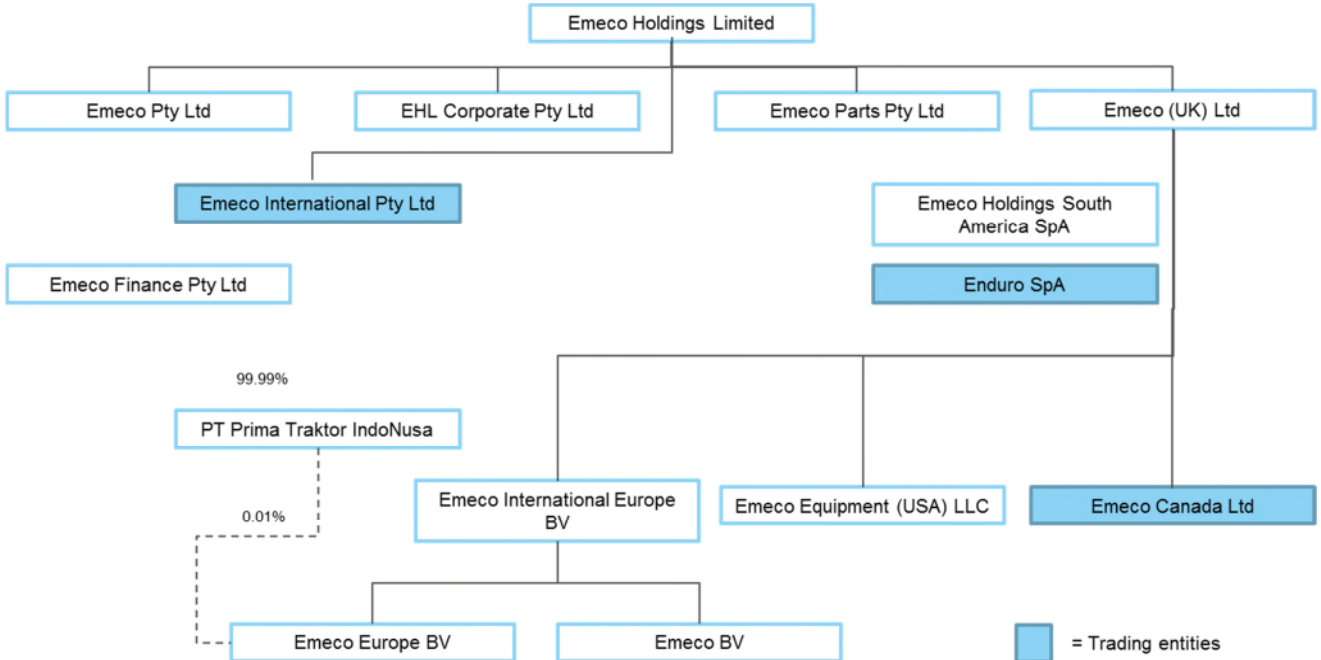 Emeco Holdings Limited
Emeco Pty Ltd
EHL Corporate Pty Ltd
Emeco Parts Pty Ltd
Emeco (UK) Ltd
Emeco International Pty Ltd
Emeco Holdings South
America SpA
Emeco Finance Pty Ltd
Enduro SpA
99.99%
PT Prima Traktor IndoNusa
0.01%
Emeco International Europe
BV
Emeco Equipment (USA) LLC
Emeco Canada Ltd
Emeco Europe BV
Emeco BV
= Trading entities